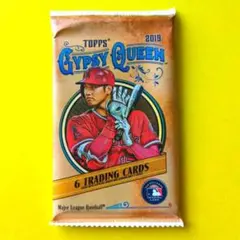 TOPPS® 2019
GYPSY QUEEN
6 TRADING CARDS
Major League Baseball®